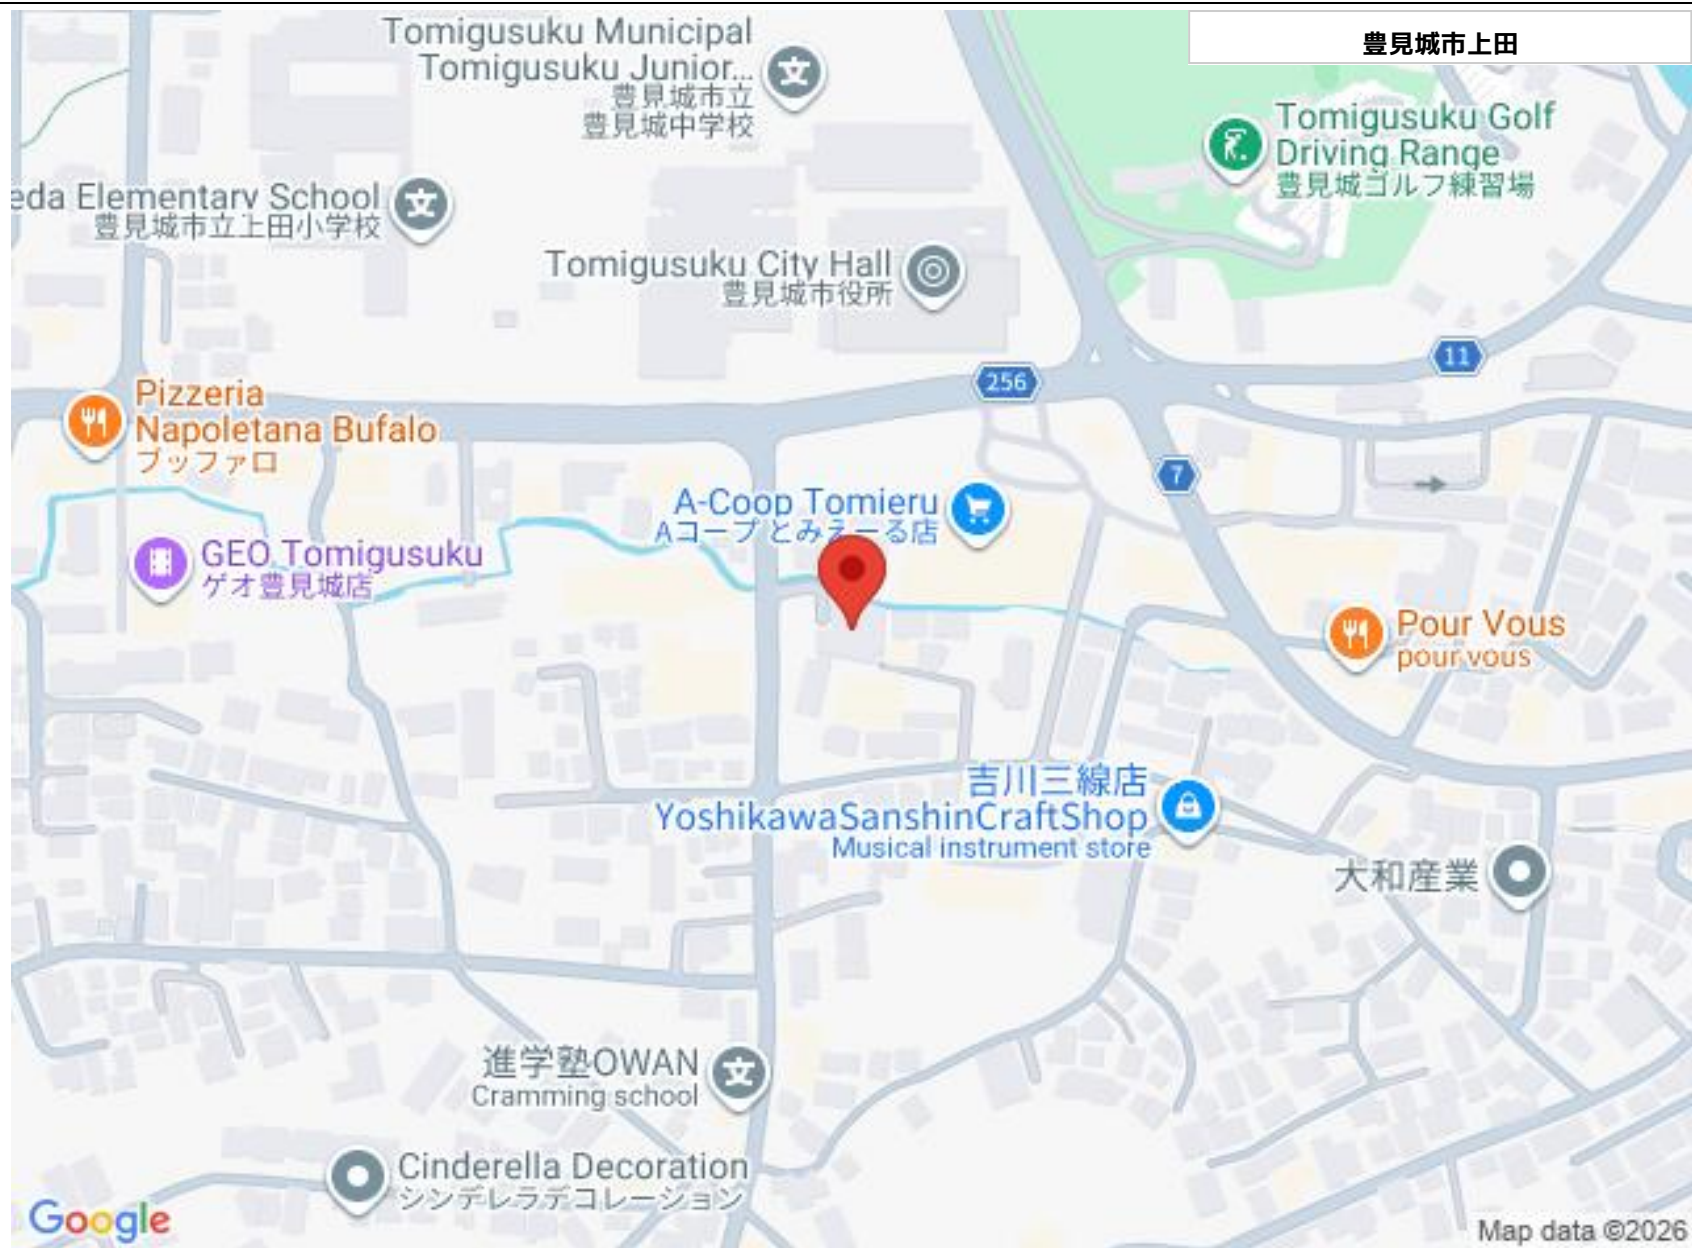 豊見城市上田
Tomigusuku Municipal
Tomigusuku Junior...
豊見城市立
豊見城中学校
Tomigusuku Golf
Driving Range
豊見城ゴルフ練習場
eda Elementary School
豊見城市立上田小学校
Tomigusuku City Hall
豊見城市役所
11
256
Pizzeria
Napoletana Bufalo
ブッファロ
7
A-Coop Tomieru
Aコープ とみえーる店
GEO Tomigusuku
ゲオ豊見城店
Pour Vous
pour vous
吉川三線店
YoshikawaSanshinCraftShop
Musical instrument store
大和産業
進学塾OWAN
Cramming school
Cinderella Decoration
シンデレラデコレーション
Google
Map data ©2026